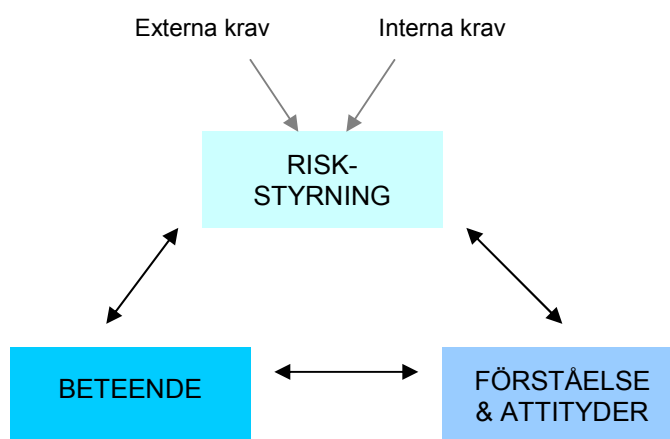 Externa krav
Interna krav
RISK-
STYRNING
BETEENDE
FÖRSTÅELSE
& ATTITYDER